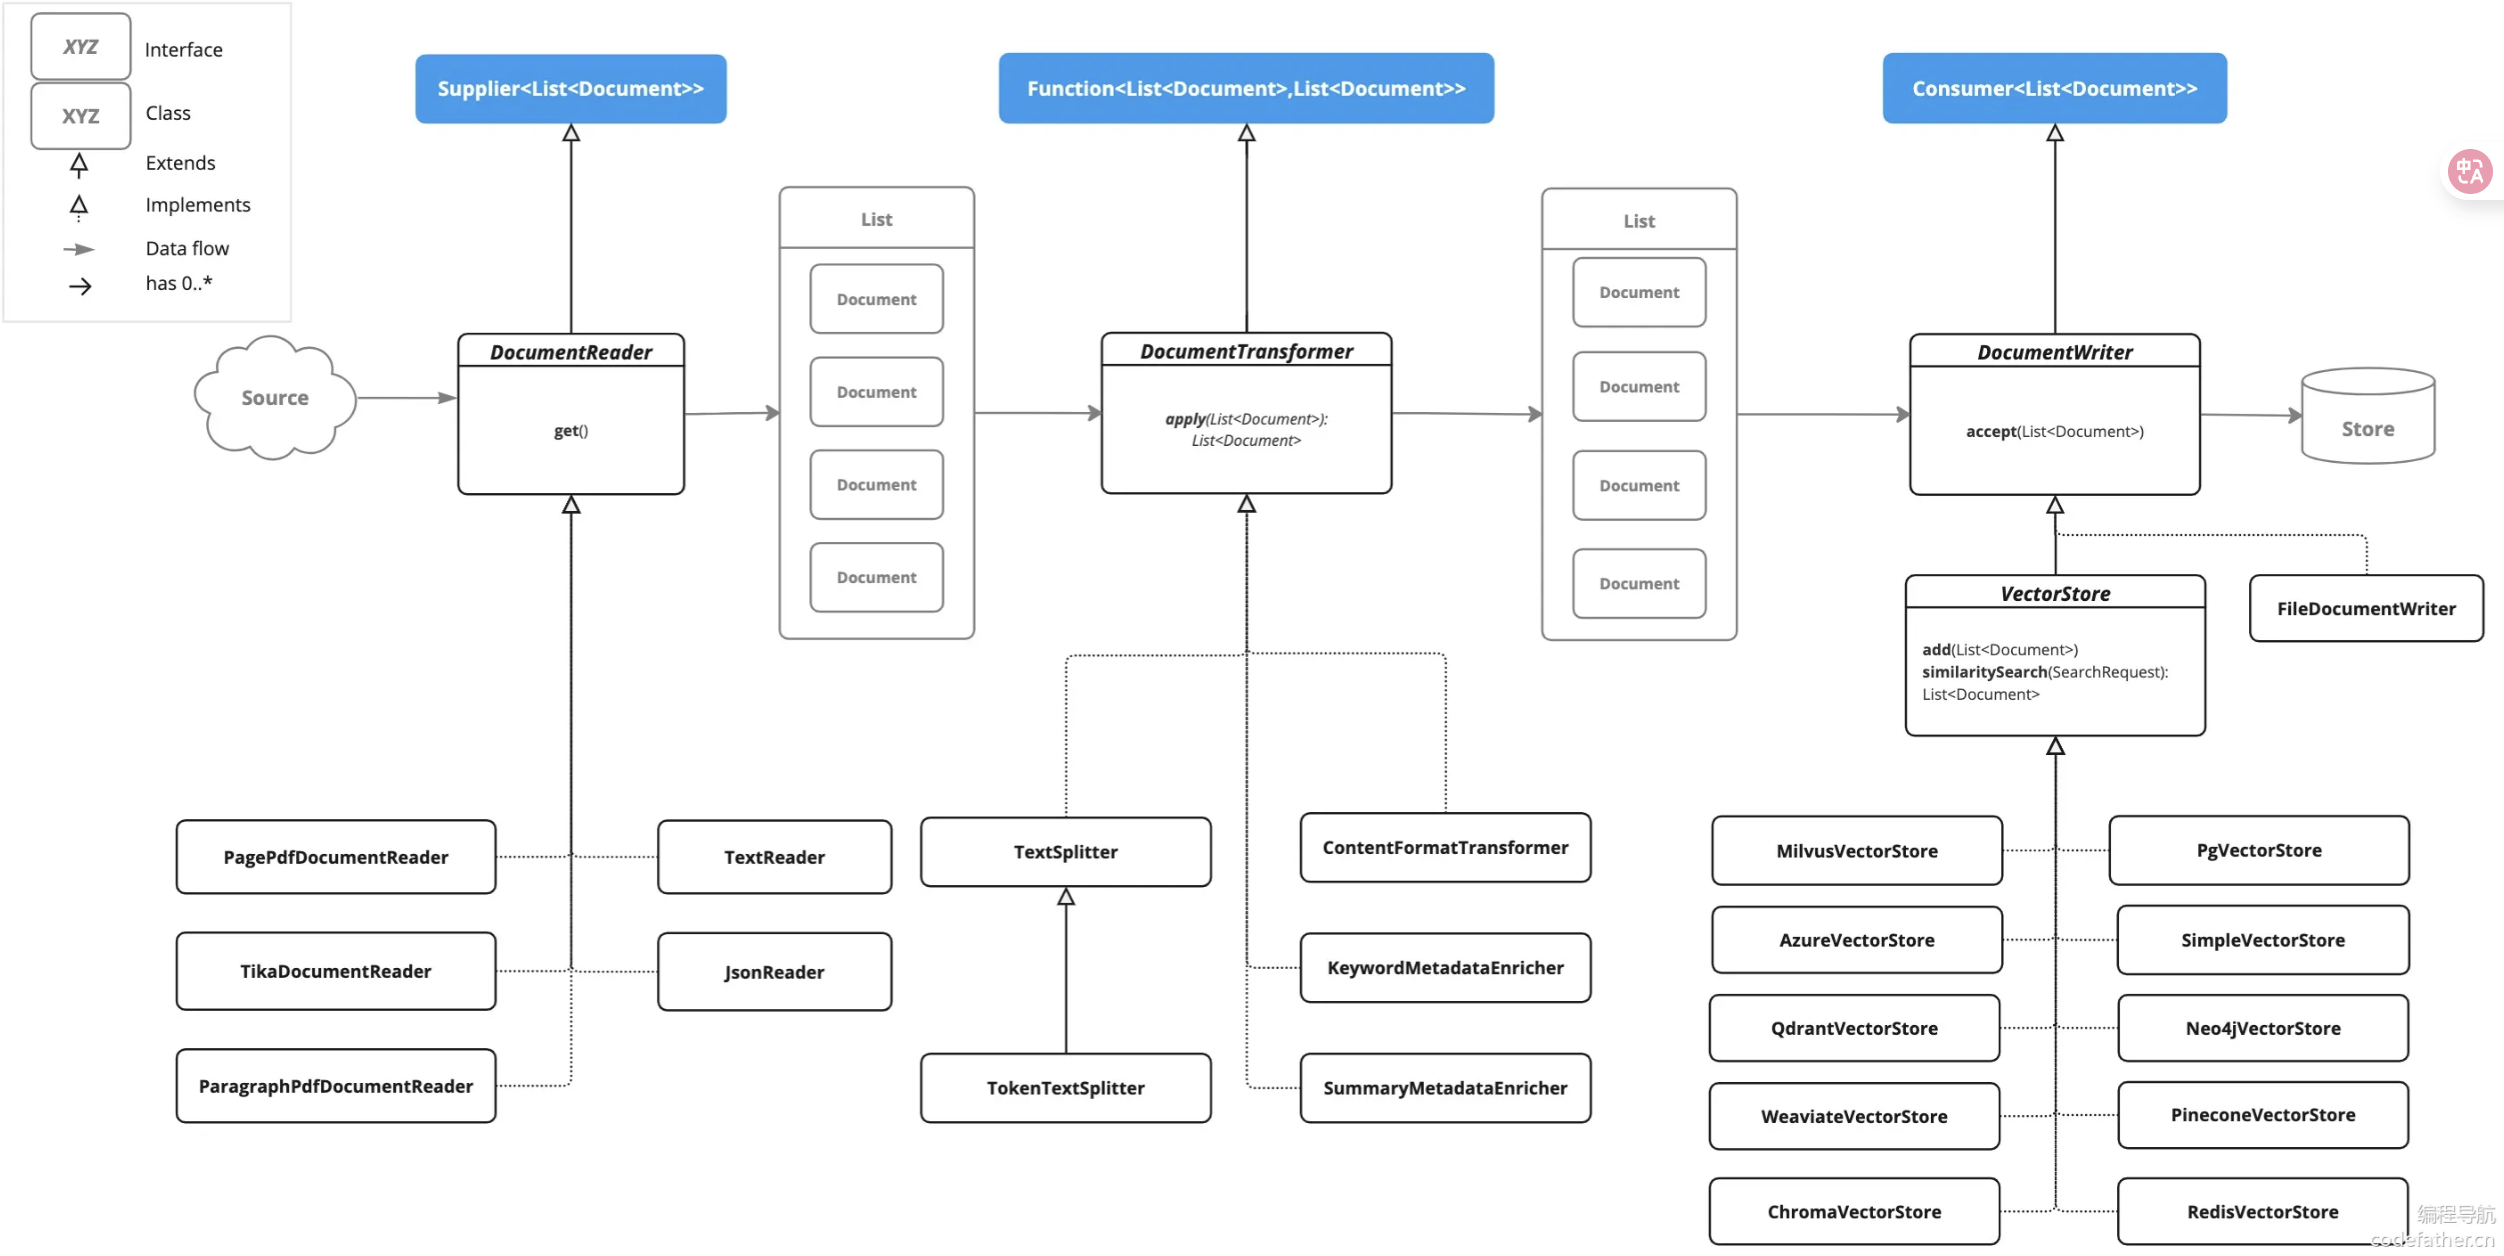 XYZ
Interface
XYZ
Class
Extends
Implements
Data flow
has 0..*
Supplier<List<Document>>
Function<List<Document>,List<Document>>
Consumer<List<Document>>
中A
Source
DocumentReader
get()
List
Document
Document
Document
Document
DocumentTransformer
apply(List<Document>):
List<Document>
List
Document
Document
Document
Document
DocumentWriter
accept(List<Document>)
Store
VectorStore
add(List<Document>)
similaritySearch(SearchRequest):
List<Document>
FileDocumentWriter
PagePdfDocumentReader
TextReader
TikaDocumentReader
JsonReader
ParagraphPdfDocumentReader
TextSplitter
ContentFormatTransformer
KeywordMetadataEnricher
TokenTextSplitter
SummaryMetadataEnricher
MilvusVectorStore
PgVectorStore
AzureVectorStore
SimpleVectorStore
QdrantVectorStore
Neo4jVectorStore
WeaviateVectorStore
PineconeVectorStore
ChromaVectorStore
RedisVectorStore
编程导航
codefather.cn